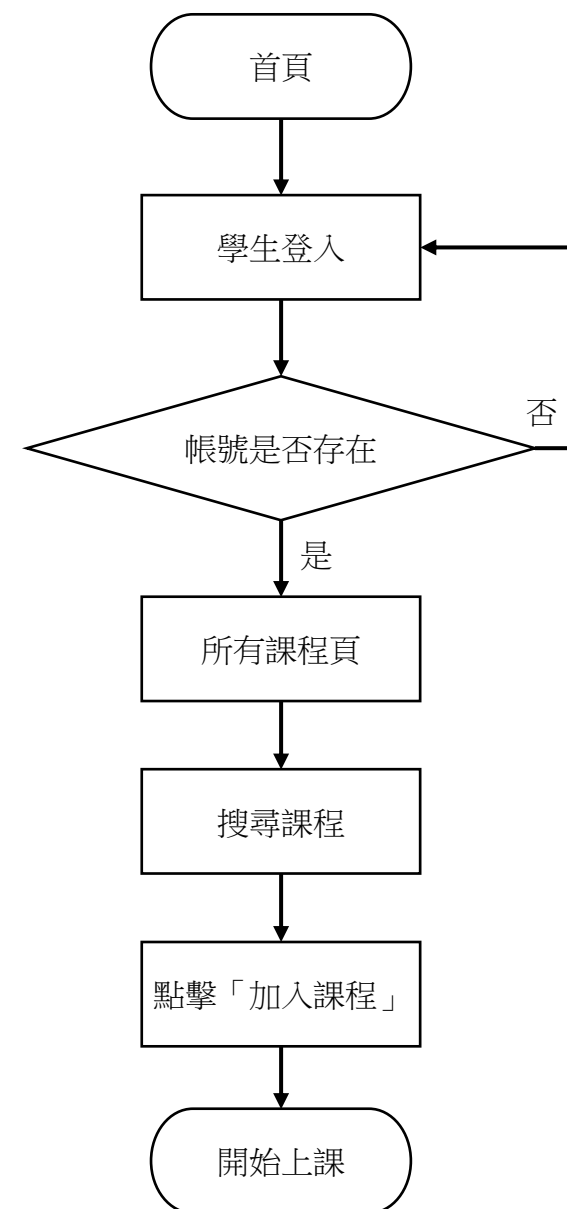 首頁
學生登入
帳號是否存在
否
是
所有課程頁
搜尋課程
點擊「加入課程」
開始上課